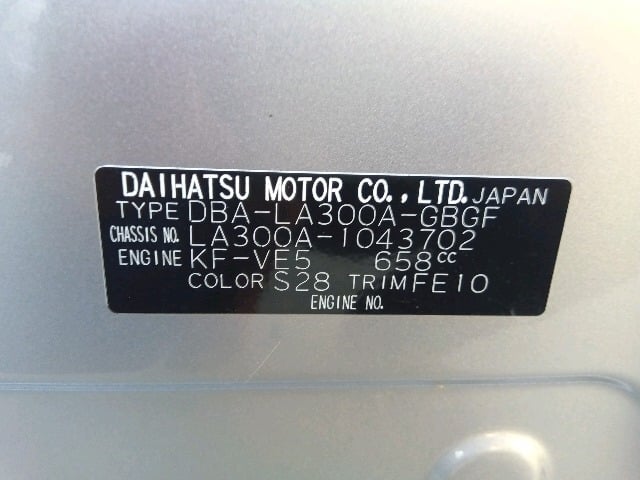 DAIHATSU MOTOR CO., LTD. JAPAN
TYPE DBA-LA300A-GBGF
CHASSIS NO. LA300A-1043702
ENGINE KF-VE5 658cc
COLOR S28 TRIM FE10
ENGINE NO.